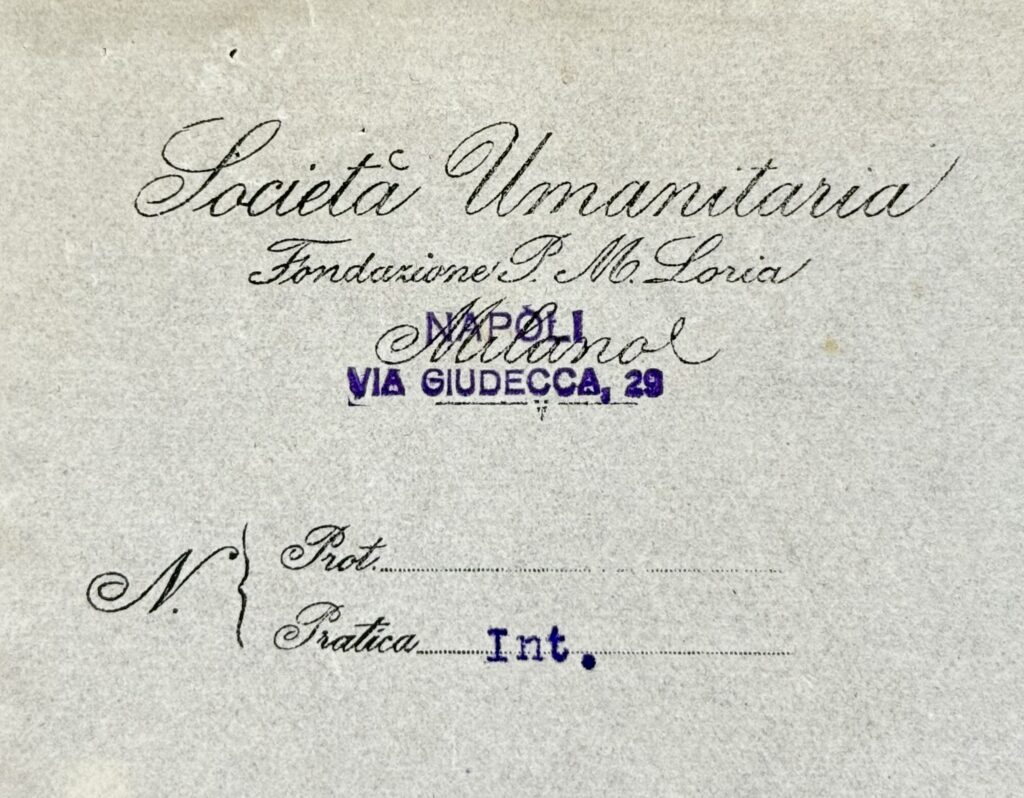 Società Umanitaria
Fondazione P. M. Loria
Milano
NAPOLI
VIA GIUDECCA, 29
N.
Prot.
Pratica Int.